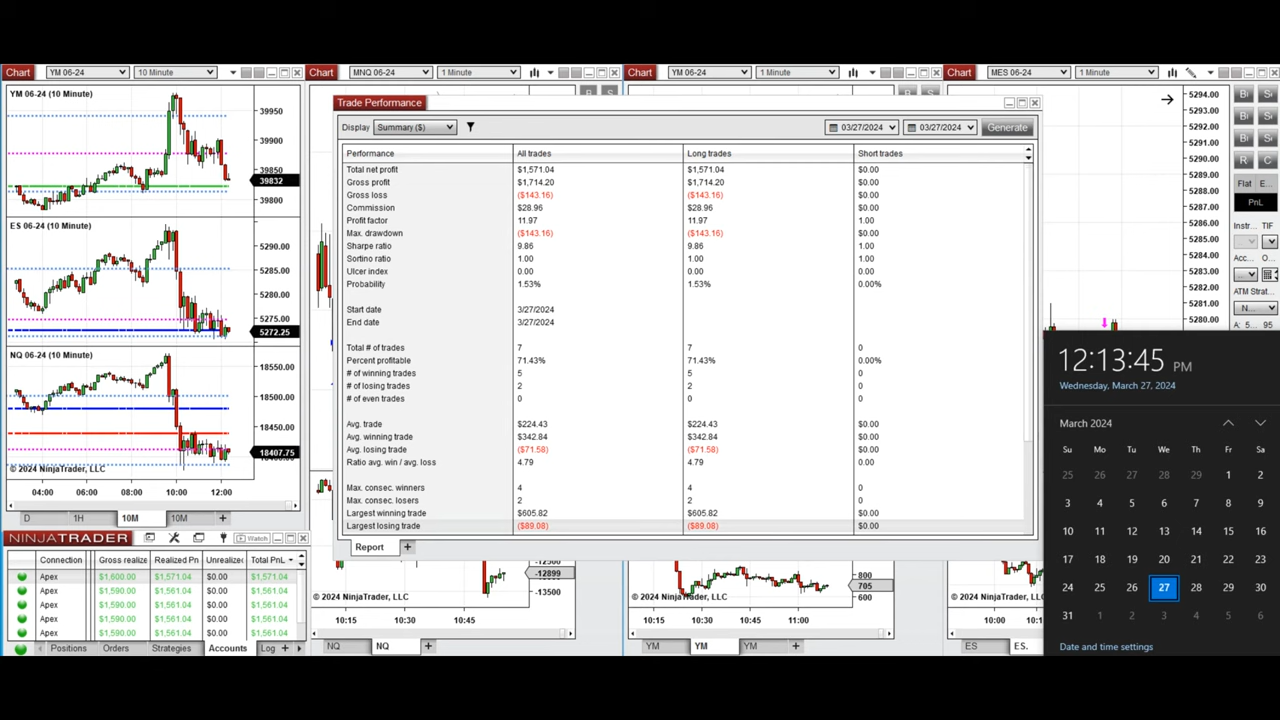 Chart YM 06-24 10 Minute
YM 06-24 (10 Minute)
39950
39900
39850
39832
39800
ES 06-24 (10 Minute)
5290.00
5285.00
5280.00
5275.00
5272.25
NQ 06-24 (10 Minute)
18550.00
18500.00
18450.00
18407.75
© 2024 NinjaTrader, LLC
04:00 06:00 08:00 10:00 12:00
D 1H 10M 10M +
NINJATRADER Watch
Connection Gross realize Realized Pn Unrealize Total PnL
Apex $1,600.00 $1,571.04 $0.00 $1,571.04
Apex $1,590.00 $1,561.04 $0.00 $1,561.04
Apex $1,590.00 $1,561.04 $0.00 $1,561.04
Apex $1,590.00 $1,561.04 $0.00 $1,561.04
Apex $1,590.00 $1,561.04 $0.00 $1,561.04
Positions Orders Strategies Accounts Log +
Chart MNQ 06-24 1 Minute
Chart YM 06-24 1 Minute
Chart MES 06-24 1 Minute
Trade Performance
Display Summary ($) 03/27/2024 03/27/2024 Generate
Performance All trades Long trades Short trades
Total net profit $1,571.04 $1,571.04 $0.00
Gross profit $1,714.20 $1,714.20 $0.00
Gross loss ($143.16) ($143.16) $0.00
Commission $28.96 $28.96 $0.00
Profit factor 11.97 11.97 1.00
Max. drawdown ($143.16) ($143.16) $0.00
Sharpe ratio 9.86 9.86 1.00
Sortino ratio 1.00 1.00 1.00
Ulcer index 0.00 0.00 0.00
Probability 1.53% 1.53% 0.00%
Start date 3/27/2024
End date 3/27/2024
Total # of trades 7 7 0
Percent profitable 71.43% 71.43% 0.00%
# of winning trades 5 5 0
# of losing trades 2 2 0
# of even trades 0 0 0
Avg. trade $224.43 $224.43 $0.00
Avg. winning trade $342.84 $342.84 $0.00
Avg. losing trade ($71.58) ($71.58) $0.00
Ratio avg. win / avg. loss 4.79 4.79 0.00
Max. consec. winners 4 4 0
Max. consec. losers 2 2 0
Largest winning trade $605.82 $605.82 $0.00
Largest losing trade ($89.08) ($89.08) $0.00
Report +
-12899
-13500
© 2024 NinjaTrader, LLC
10:15 10:30 10:45
NQ NQ +
800
705
600
© 2024 NinjaTrader, LLC
10:15 10:30 10:45 11:00
YM YM YM +
5294.00
5293.00
5292.00
5291.00
5290.00
5289.00
5288.00
5287.00
5286.00
5285.00
5284.00
5283.00
5282.00
5281.00
5280.00
Flat E...
PnL
Instr... TIF
Acc... O...
ATM Strat...
N...
A: 5... 95
© 2024 NinjaTrader, LLC
10:00
ES ES.
12:13:45 PM
Wednesday, March 27, 2024
March 2024
Su Mo Tu We Th Fr Sa
25 26 27 28 29 1 2
3 4 5 6 7 8 9
10 11 12 13 14 15 16
17 18 19 20 21 22 23
24 25 26 27 28 29 30
31 1 2 3 4 5 6
Date and time settings